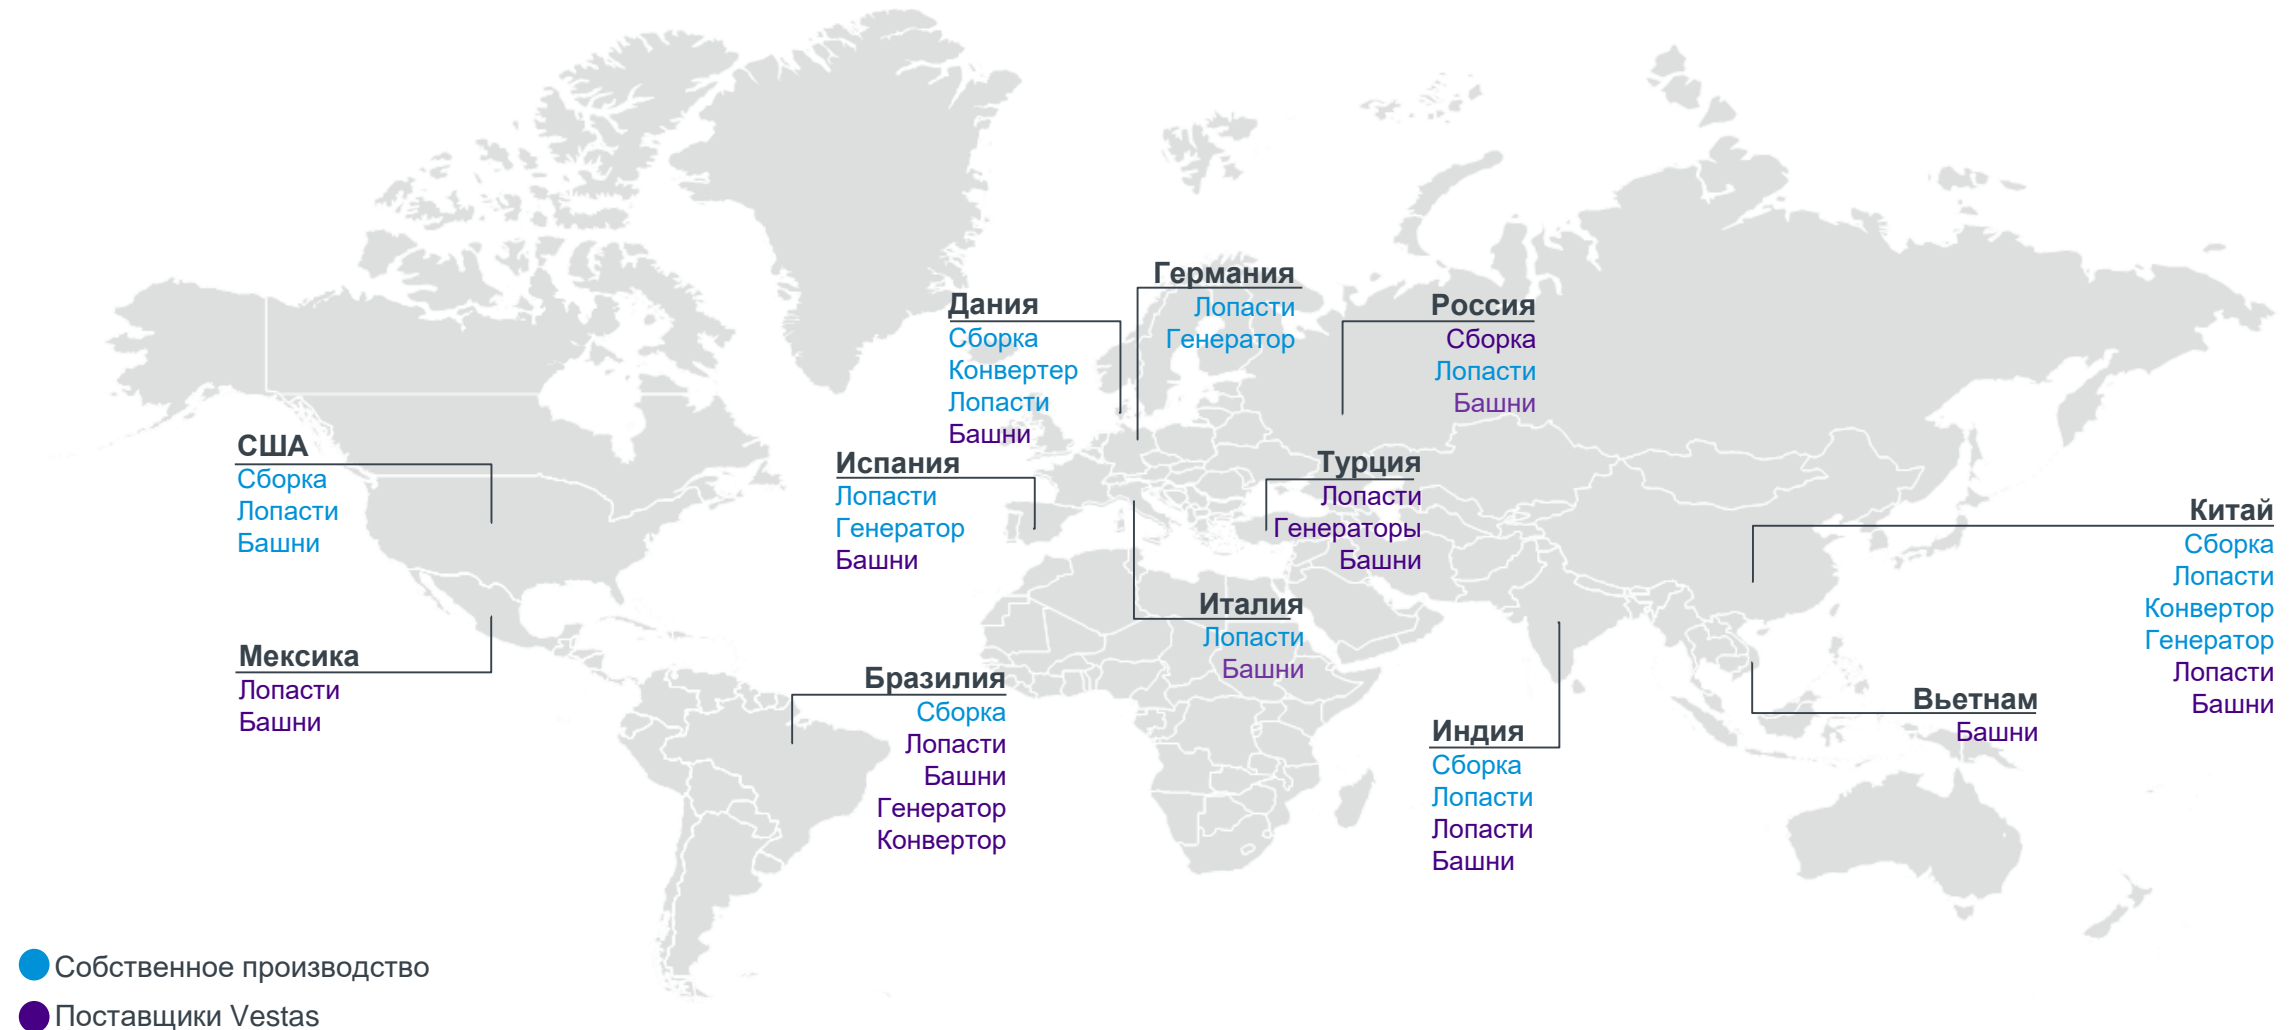 Германия
Лопасти
Генератор
Дания
Сборка
Конвертер
Лопасти
Башни
Россия
Сборка
Лопасти
Башни
США
Сборка
Лопасти
Башни
Испания
Лопасти
Генератор
Башни
Турция
Лопасти
Генераторы
Башни
Китай
Сборка
Лопасти
Конвертор
Генератор
Лопасти
Башни
Италия
Лопасти
Башни
Мексика
Лопасти
Башни
Бразилия
Сборка
Лопасти
Башни
Генератор
Конвертор
Вьетнам
Башни
Индия
Сборка
Лопасти
Лопасти
Башни
Собственное производство
Поставщики Vestas